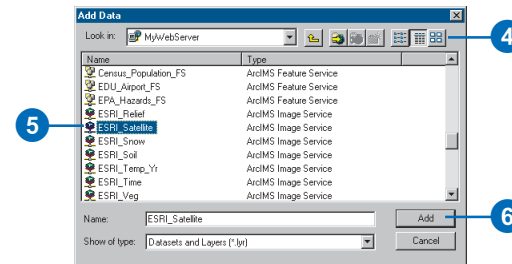 Add Data
Look in: MyWebServer
4
Name Type
Census_Population_FS ArcIMS Feature Service
EDU_Airport_FS ArcIMS Feature Service
EPA_Hazards_FS ArcIMS Feature Service
ESRI_Relief ArcIMS Image Service
5
ESRI_Satellite ArcIMS Image Service
ESRI_Snow ArcIMS Image Service
ESRI_Soil ArcIMS Image Service
ESRI_Temp_Yr ArcIMS Image Service
ESRI_Time ArcIMS Image Service
ESRI_Veg ArcIMS Image Service
Name: ESRI_Satellite Add
6
Show of type: Datasets and Layers (*.lyr) Cancel